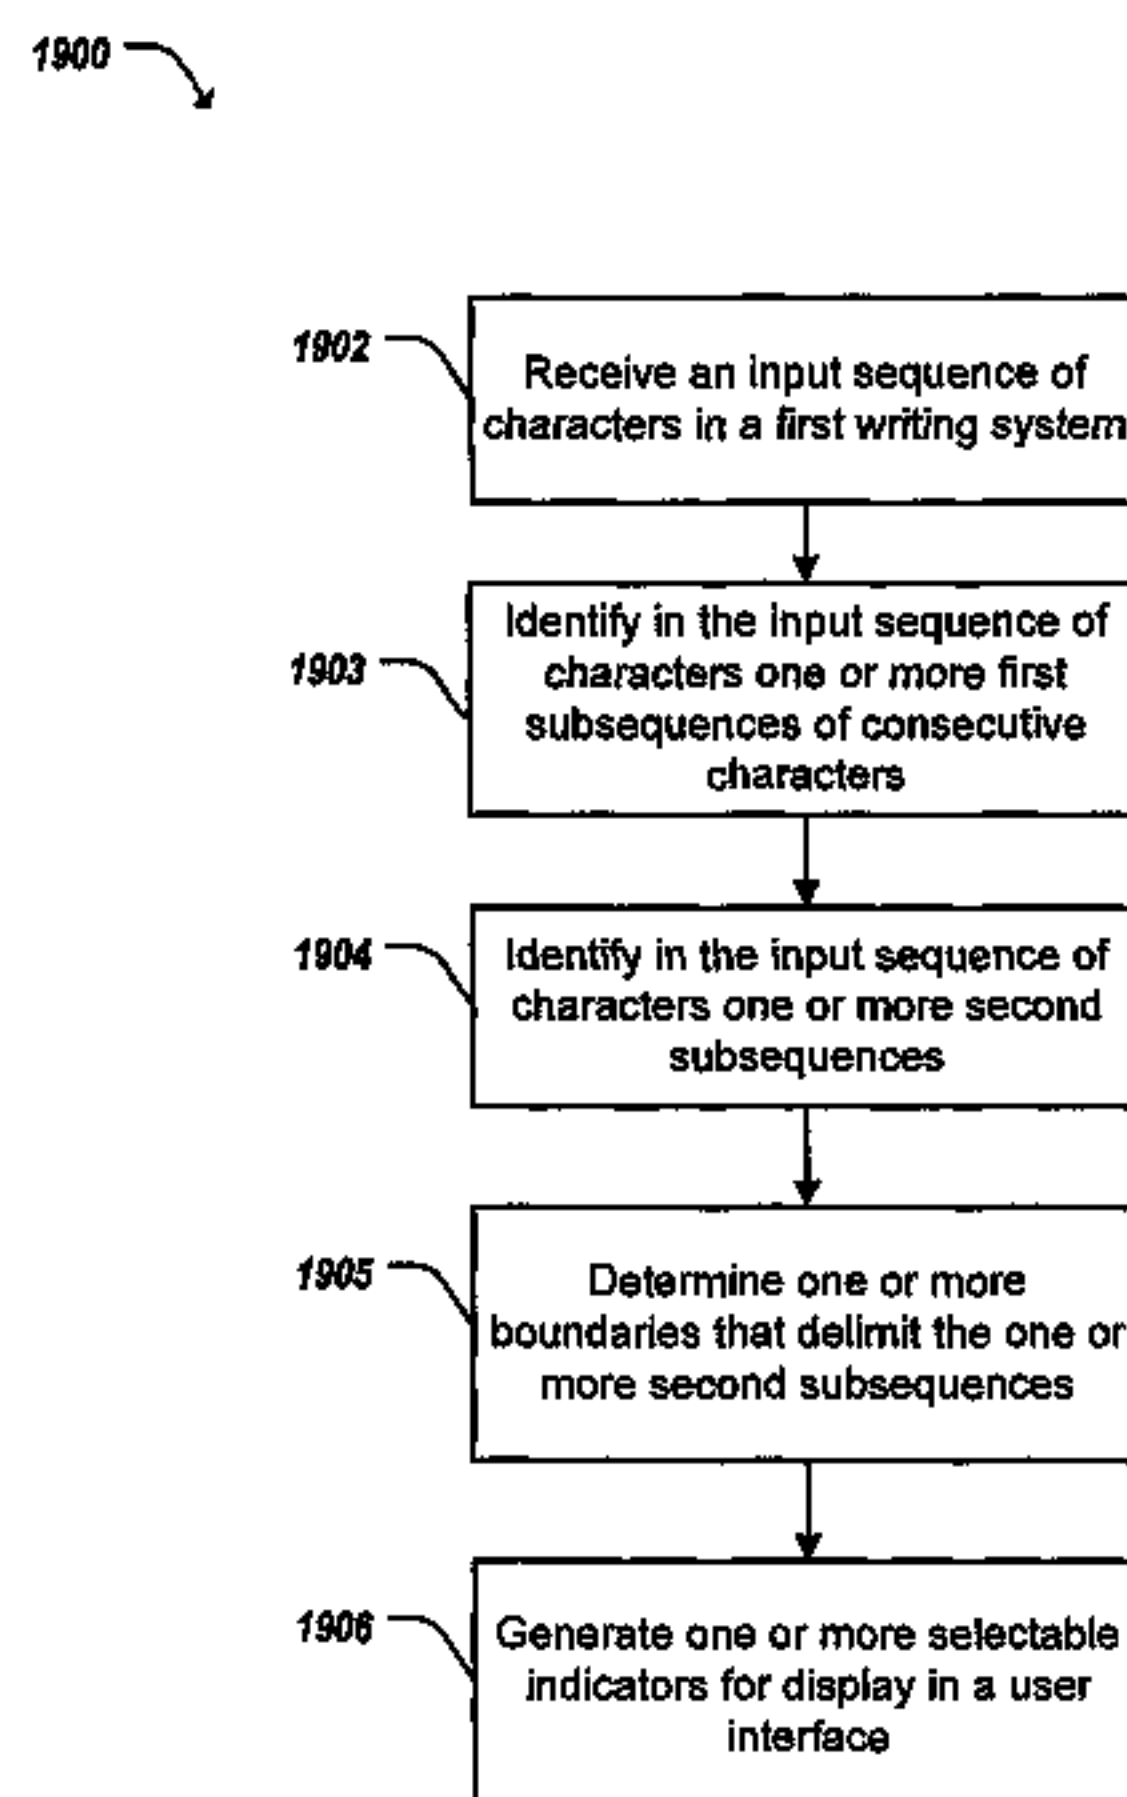 1900
1902
Receive an input sequence of
characters in a first writing system
1903
Identify in the input sequence of
characters one or more first
subsequences of consecutive
characters
1904
Identify in the input sequence of
characters one or more second
subsequences
1905
Determine one or more
boundaries that delimit the one or
more second subsequences
1906
Generate one or more selectable
indicators for display in a user
interface